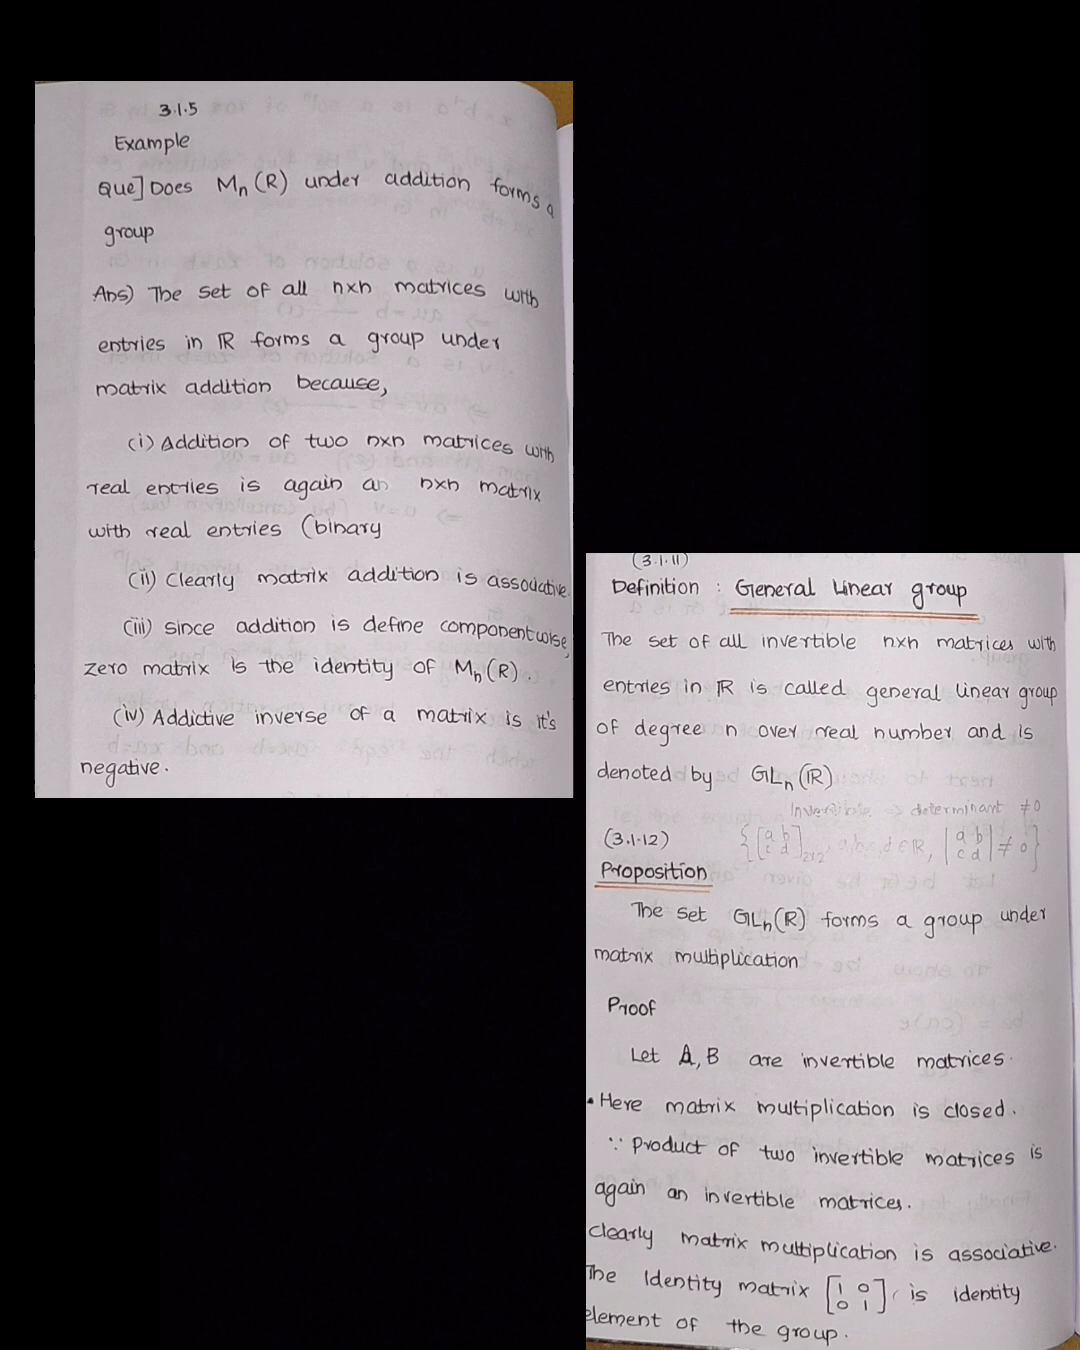 3.1.5
Example
Que] Does Mn (R) under addition forms a
group
Ans) The set of all nxn matrices with
entries in ℝ forms a group under
matrix addition because,
(i) Addition of two nxn matrices with
real entries is again an nxn matrix
with real entries (binary
(ii) Clearly matrix addition is associative.
(iii) since addition is define componentwise,
zero matrix is the identity of Mn (R).
(iv) Addictive inverse of a matrix is it's
negative.
(3.1.11)
Definition : General Linear group
The set of all invertible nxn matrices with
entries in ℝ is called general linear group
of degree n over real number and is
denoted by GLn (ℝ)
Invertible => determinant ≠0
(3.1.12) {[a b c d]2x2, a,b,c,d ∈ R, |a b c d| ≠ 0}
Proposition
The set GLn (R) forms a group under
matrix multiplication
Proof
Let A, B are invertible matrices.
• Here matrix multiplication is closed.
∵ product of two invertible matrices is
again an invertible matrices.
Clearly matrix multiplication is associative.
The Identity matrix [1 0 0 1] is identity
element of the group.